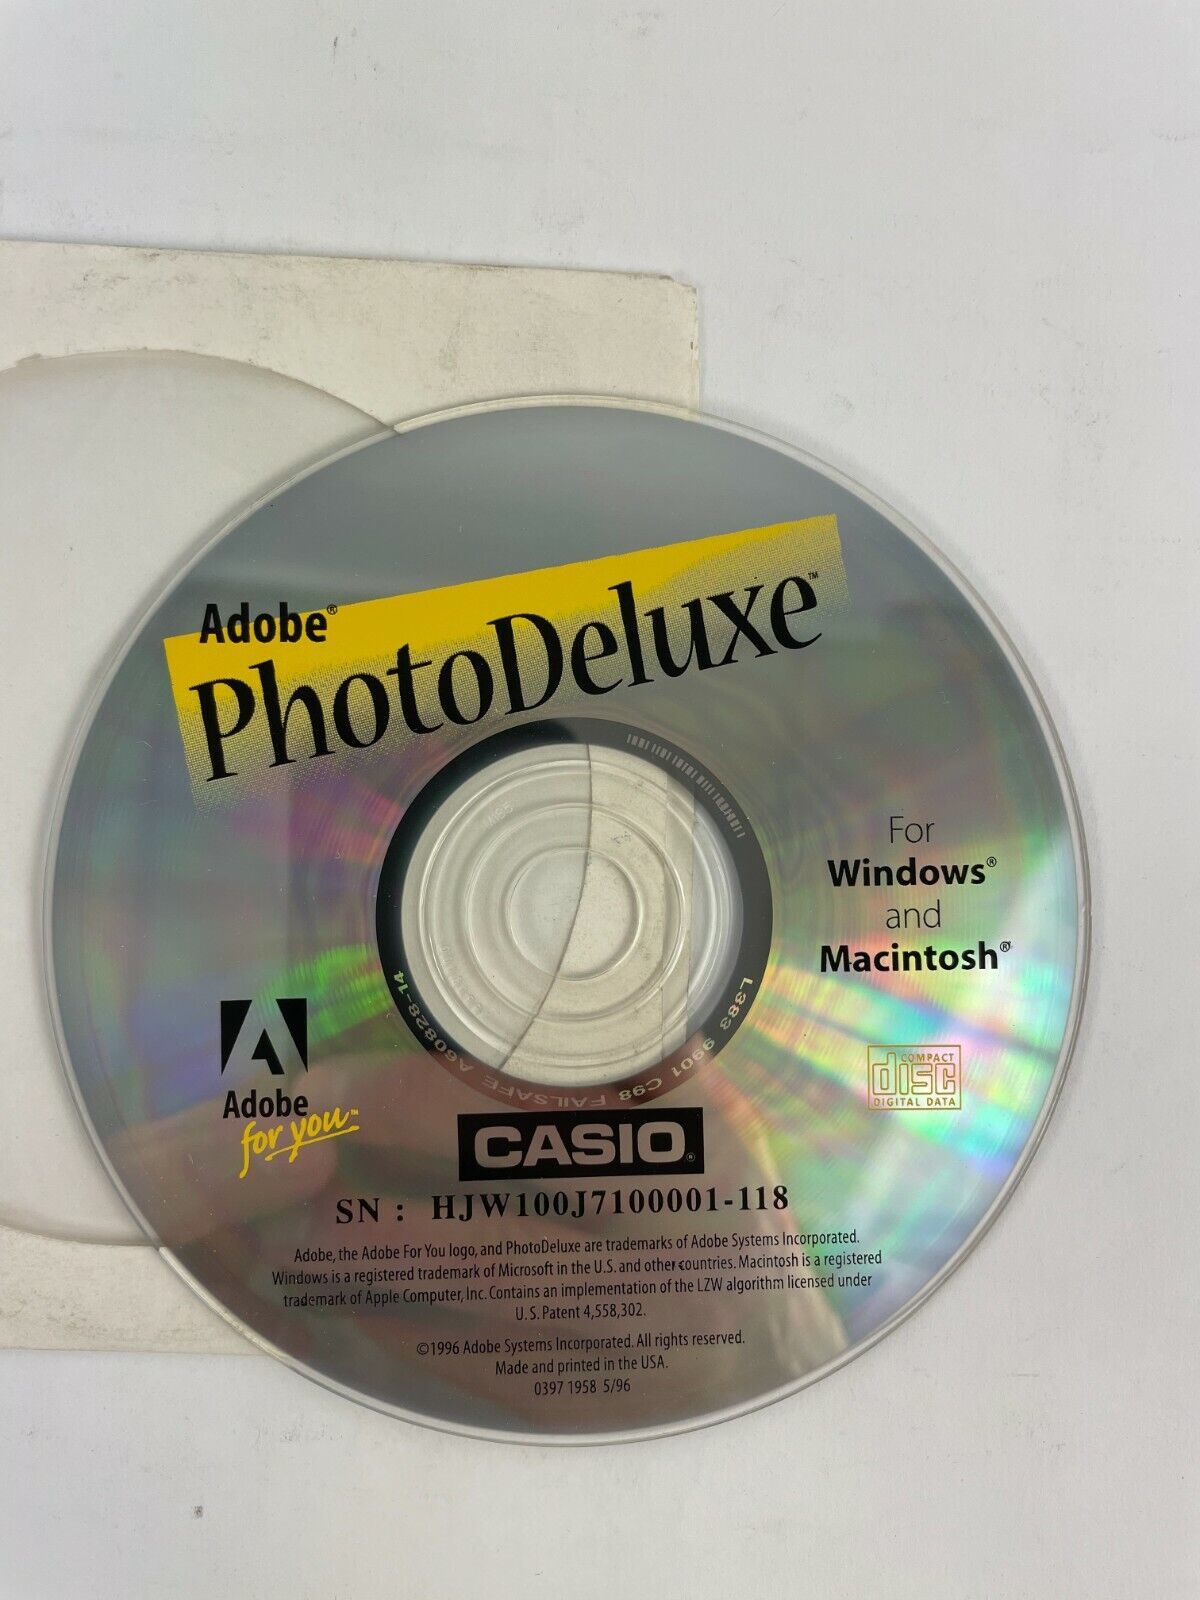 Adobe®
PhotoDeluxe™
For
Windows®
and
Macintosh®
Adobe
for you™
COMPACT
disc
DIGITAL DATA
L383 9901 C98 FAILSAFE A60828-14
CASIO®
SN : HJW100J7100001-118
Adobe, the Adobe For You logo, and PhotoDeluxe are trademarks of Adobe Systems Incorporated.
Windows is a registered trademark of Microsoft in the U.S. and other countries. Macintosh is a registered
trademark of Apple Computer, Inc. Contains an implementation of the LZW algorithm licensed under
U.S. Patent 4,558,302.
©1996 Adobe Systems Incorporated. All rights reserved.
Made and printed in the USA.
0397 1958 5/96